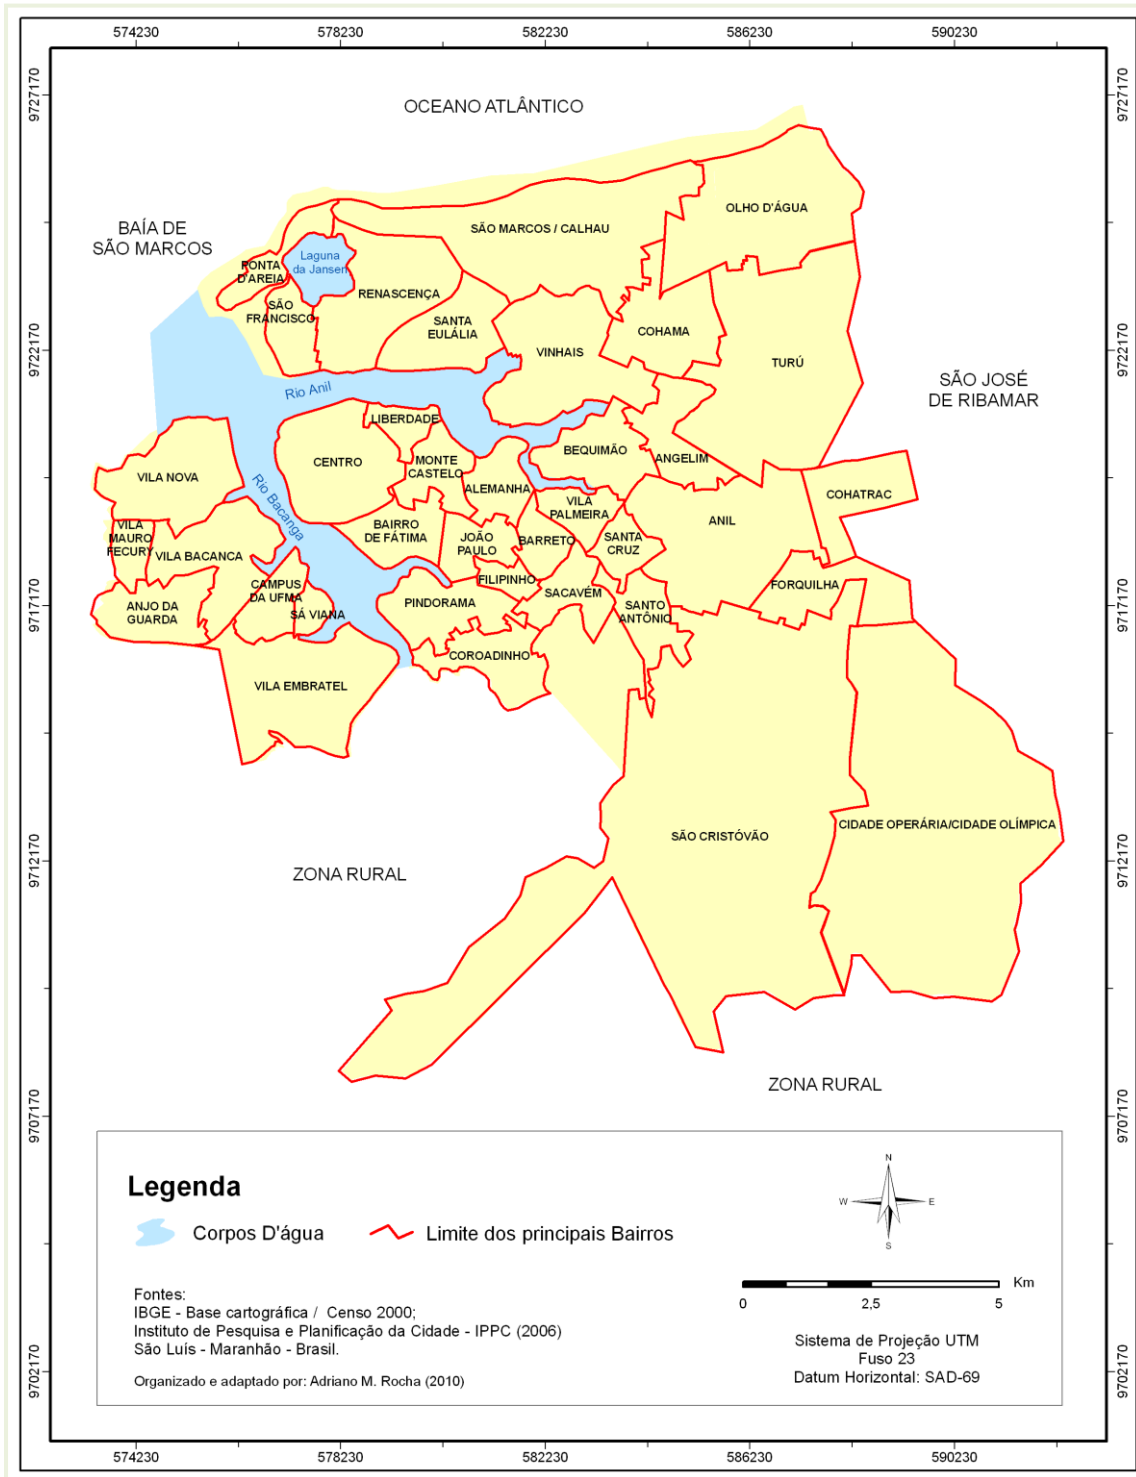 574230 578230 582230 586230 590230
9727170 9727170
OCEANO ATLÂNTICO
BAÍA DE
SÃO MARCOS
OLHO D'ÁGUA
SÃO MARCOS / CALHAU
Laguna
da Jansen
PONTA
D'AREIA
RENASCENÇA
SÃO
FRANCISCO
SANTA
EULÁLIA
COHAMA
VINHAIS
TURÚ
9722170 9722170
SÃO JOSÉ
DE RIBAMAR
Rio Anil
LIBERDADE
CENTRO
MONTE
CASTELO
BEQUIMÃO
ANGELIM
VILA NOVA
ALEMANHA
COHATRAC
Rio Bacanga
VILA
PALMEIRA
ANIL
VILA
MAURO
FECURY
VILA BACANCA
BAIRRO
DE FÁTIMA
JOÃO
PAULO
BARRETO
SANTA
CRUZ
CAMPUS
DA UFMA
FILIPINHO
FORQUILHA
SACAVÉM
9717170 9717170
ANJO DA
GUARDA
SÁ VIANA
PINDORAMA
SANTO
ANTÔNIO
COROADINHO
VILA EMBRATEL
SÃO CRISTÓVÃO
CIDADE OPERÁRIA/CIDADE OLÍMPICA
9712170 9712170
ZONA RURAL
ZONA RURAL
9707170 9707170
Legenda
Corpos D'água
Limite dos principais Bairros
N
W E
S
Km
0 2,5 5
Fontes:
IBGE - Base cartográfica / Censo 2000;
Instituto de Pesquisa e Planificação da Cidade - IPPC (2006)
São Luís - Maranhão - Brasil.
Organizado e adaptado por: Adriano M. Rocha (2010)
Sistema de Projeção UTM
Fuso 23
Datum Horizontal: SAD-69
9702170 9702170
574230 578230 582230 586230 590230